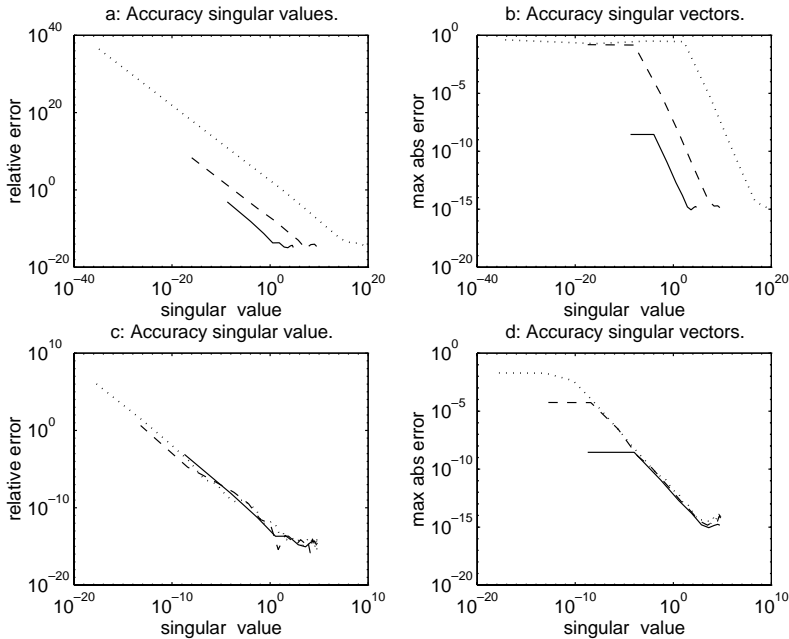 a: Accuracy singular values.
10^40
10^20
10^0
10^−20
relative error
10^−40 10^−20 10^0 10^20
singular value
b: Accuracy singular vectors.
10^0
10^−5
10^−10
10^−15
10^−20
max abs error
10^−40 10^−20 10^0 10^20
singular value
c: Accuracy singular value.
10^10
10^0
10^−10
10^−20
relative error
10^−20 10^−10 10^0 10^10
singular value
d: Accuracy singular vectors.
10^0
10^−5
10^−10
10^−15
10^−20
max abs error
10^−20 10^−10 10^0 10^10
singular value